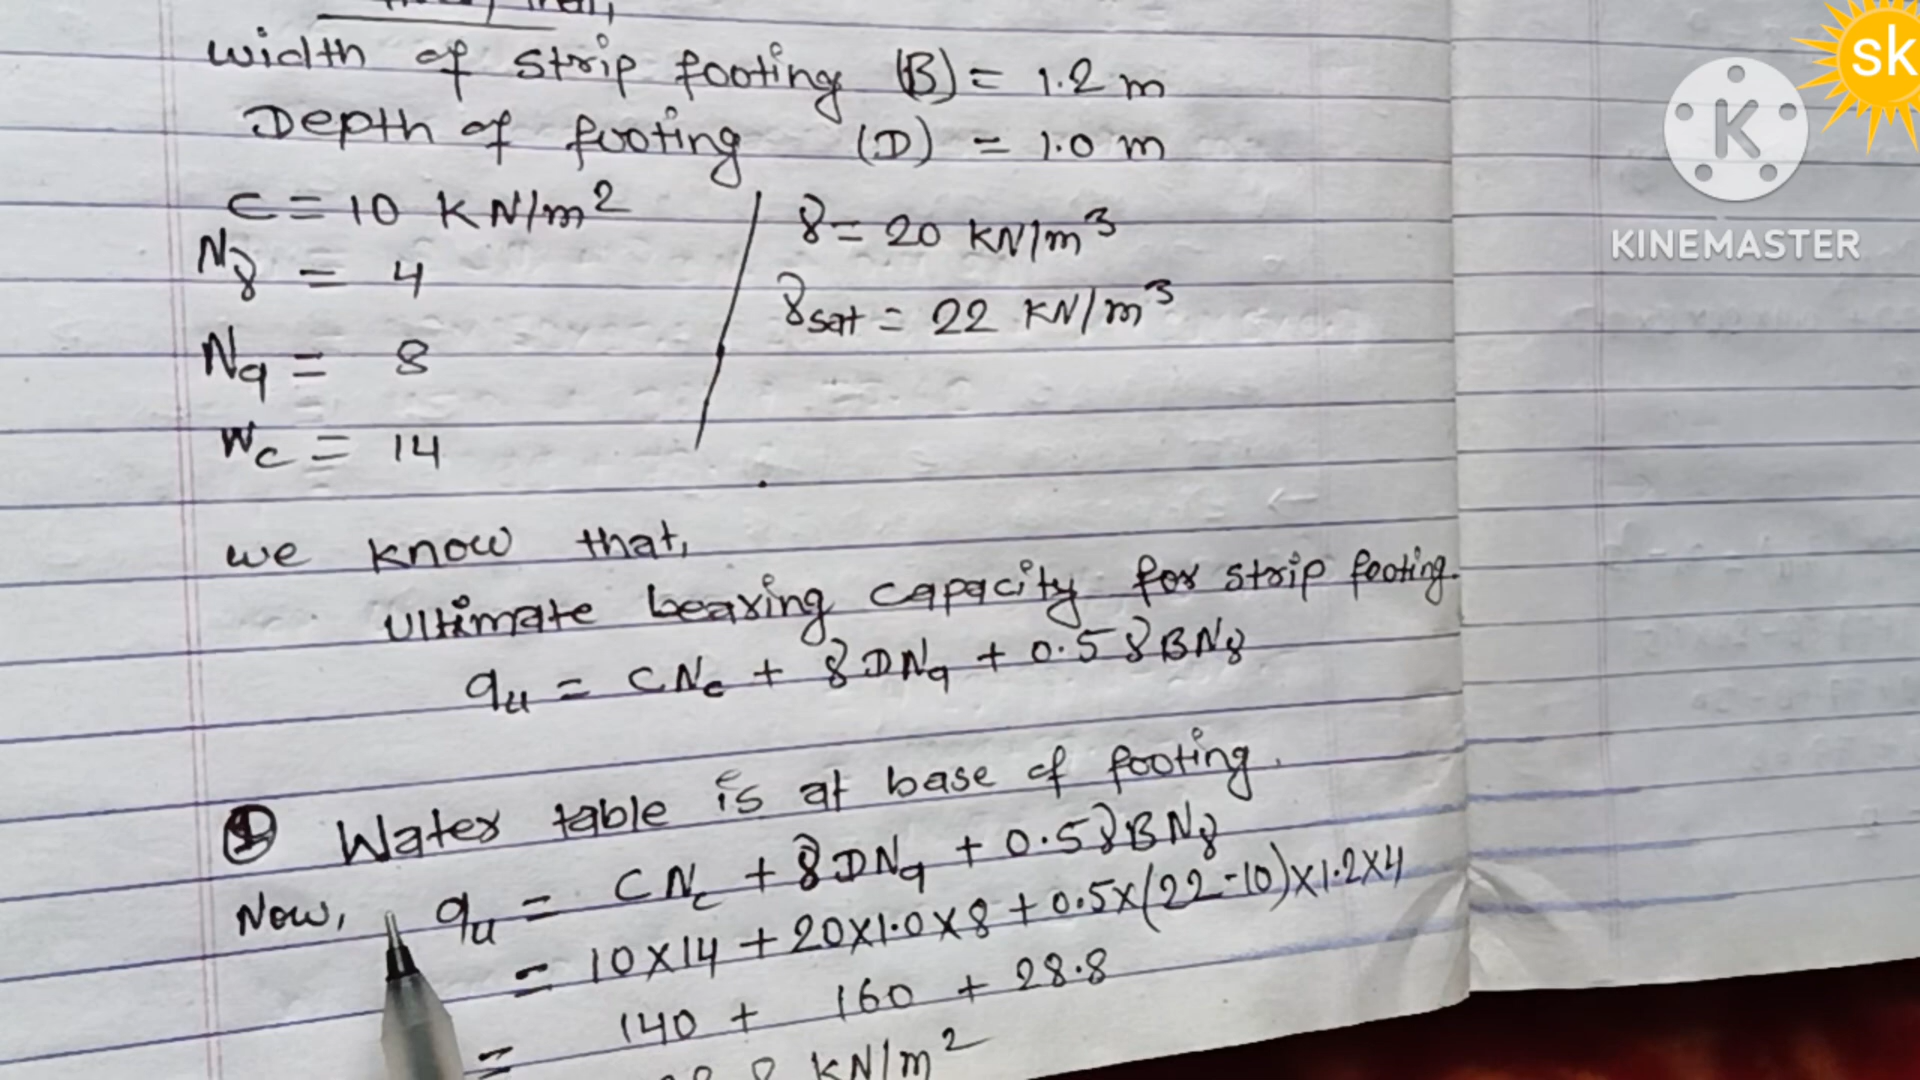 width of strip footing (B) = 1.2 m
Depth of footing (D) = 1.0 m
C = 10 KN/m² γ = 20 KN/m³
Nγ = 4 γsat = 22 KN/m³
Nq = 8
Nc = 14
we know that,
ultimate bearing capacity for strip footing.
qu = CNc + γDNq + 0.5γBNγ
① Water table is at base of footing.
Now, qu = CNc + γDNq + 0.5γBNγ
= 10×14 + 20×1.0×8 + 0.5×(22-10)×1.2×4
= 140 + 160 + 28.8
KN/m²
sk
K
KINEMASTER